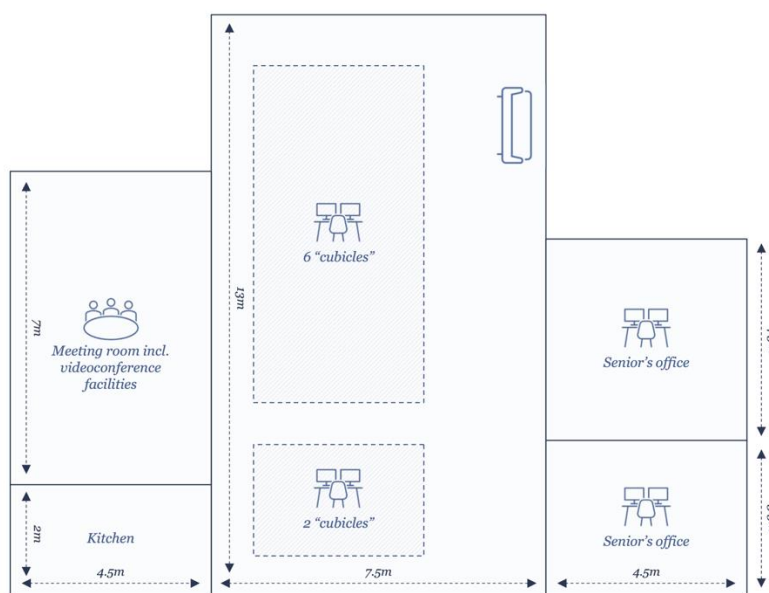 6 “cubicles”
13m
7m
Meeting room incl.
videoconference
facilities
Senior's office
2 “cubicles”
Senior's office
2m
Kitchen
4.5m
7.5m
4.5m